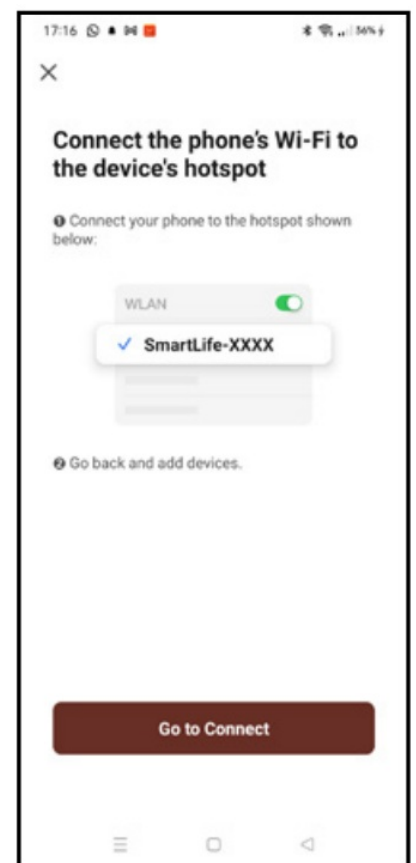 17:16
56%
Connect the phone's Wi-Fi to
the device's hotspot
❶ Connect your phone to the hotspot shown
below:
WLAN
SmartLife-XXXX
❷ Go back and add devices.
Go to Connect